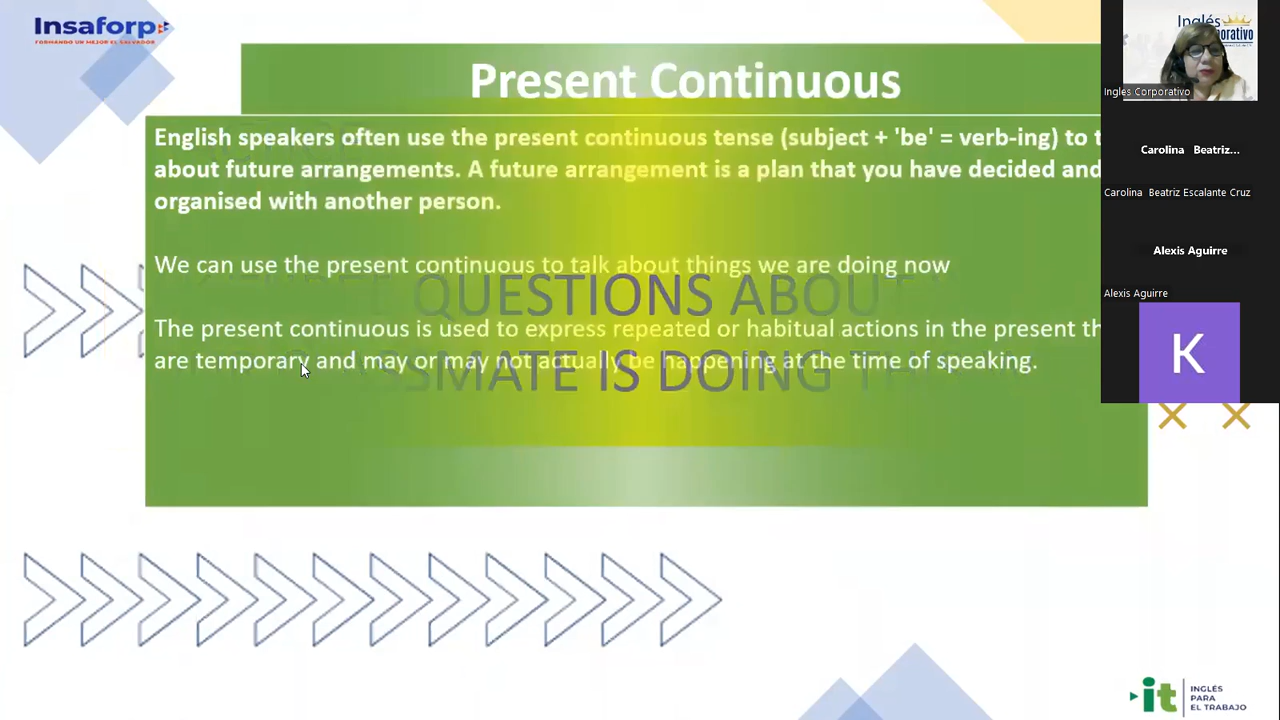 Insaforp
FORMANDO UN MEJOR EL SALVADOR
Present Continuous
English speakers often use the present continuous tense (subject + 'be' = verb-ing) to t
about future arrangements. A future arrangement is a plan that you have decided and
organised with another person.
We can use the present continuous to talk about things we are doing now
QUESTIONS ABOUT
The present continuous is used to express repeated or habitual actions in the present th
are temporary and may or may not actually be happening at the time of speaking.
SSMATE IS DOING
Inglés
orativo
Ingles Corporativo
Carolina Beatriz...
Carolina Beatriz Escalante Cruz
Alexis Aguirre
Alexis Aguirre
K
it
INGLÉS
PARA
EL TRABAJO